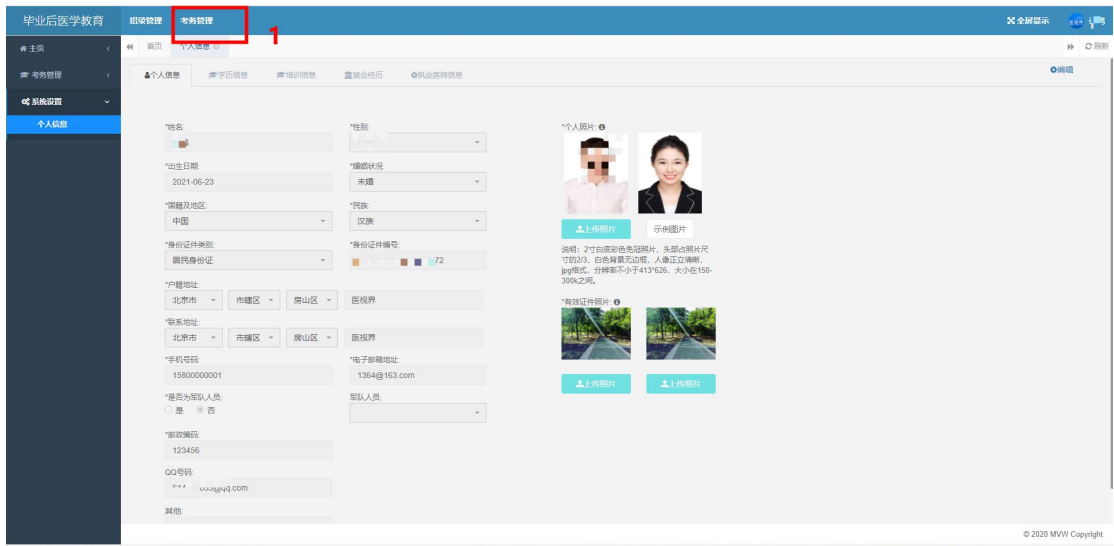 毕业后医学教育
招录管理 考务管理
1
全屏显示
主页
首页 个人信息
刷新
考务管理
个人信息 学历信息 培训信息 就业经历 执业医师信息
编辑
系统设置
个人信息
*姓名:
*性别:
*个人照片:
*出生日期:
*婚姻状况:
2021-06-23
未婚
*国籍及地区:
*民族:
中国
汉族
上传照片 示例图片
*身份证件类别:
*身份证件编号:
居民身份证
72
说明：2寸白底彩色免冠照片，头部占照片尺
寸的2/3，白色背景无边框，人像正立清晰，
jpg格式，分辨率不小于413*626，大小在150-
300k之间。
*户籍地址:
北京市 市辖区 房山区 医视界
*有效证件照片:
*联系地址:
北京市 市辖区 房山区 医视界
*手机号码:
*电子邮箱地址:
15800000001
1364@163.com
上传照片 上传照片
*是否为军队人员:
军队人员:
是 否
*邮政编码:
123456
QQ号码:
@qq.com
其他:
© 2020 MVW Copyright